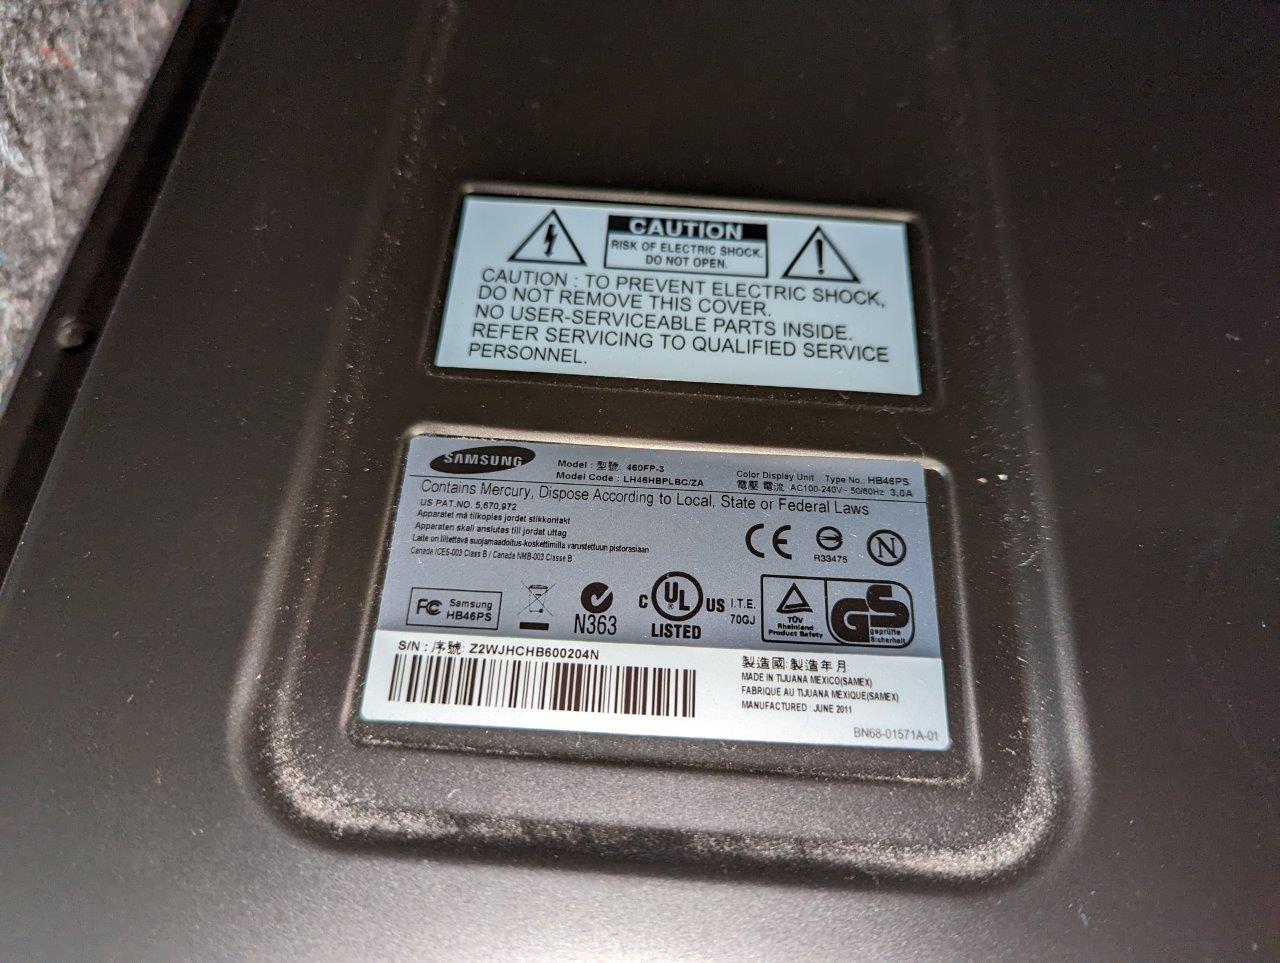 CAUTION
RISK OF ELECTRIC SHOCK.
DO NOT OPEN.
CAUTION : TO PREVENT ELECTRIC SHOCK,
DO NOT REMOVE THIS COVER.
NO USER-SERVICEABLE PARTS INSIDE.
REFER SERVICING TO QUALIFIED SERVICE
PERSONNEL.
SAMSUNG
Model : 型號: 460FP-3
Model Code : LH46HBPLBC/ZA
Color Display Unit Type No.: HB46PS
電壓 電流 AC100-240V~ 50/60Hz 3.0A
Contains Mercury, Dispose According to Local, State or Federal Laws
US PAT.NO. 5,670,972
Apparatet må tilkoples jordet stikkontakt
Apparaten skall anslutas till jordat uttag
Laite on liitettävä suojamaadoitus-koskettimilla varustettuun pistorasiaan
Canada ICES-003 Class B / Canada NMB-003 Classe B
CE
R33475
N
FC Samsung
HB46PS
N363
C UL US
LISTED
I.T.E.
70GJ
TÜV
Rheinland
Product Safety
GS
geprüfte
Sicherheit
S/N : 序號: Z2WJHCHB600204N
製造國:製造年月
MADE IN TIJUANA MEXICO(SAMEX)
FABRIQUE AU TIJUANA MEXIQUE(SAMEX)
MANUFACTURED : JUNE 2011
BN68-01571A-01